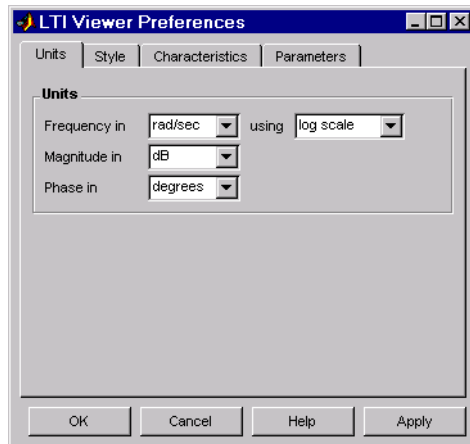 LTI Viewer Preferences
Units Style Characteristics Parameters
Units
Frequency in rad/sec using log scale
Magnitude in dB
Phase in degrees
OK Cancel Help Apply